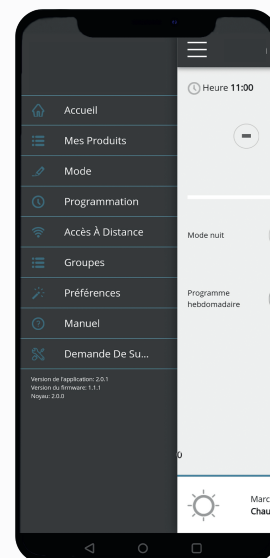 Accueil
Mes Produits
Mode
Programmation
Accès À Distance
Groupes
Préférences
Manuel
Demande De Su...
Version de l'application: 2.0.1
Version du firmware: 1.1.1
Noyau: 2.0.0
Heure 11:00
Mode nuit
Programme
hebdomadaire
Marc
Chau